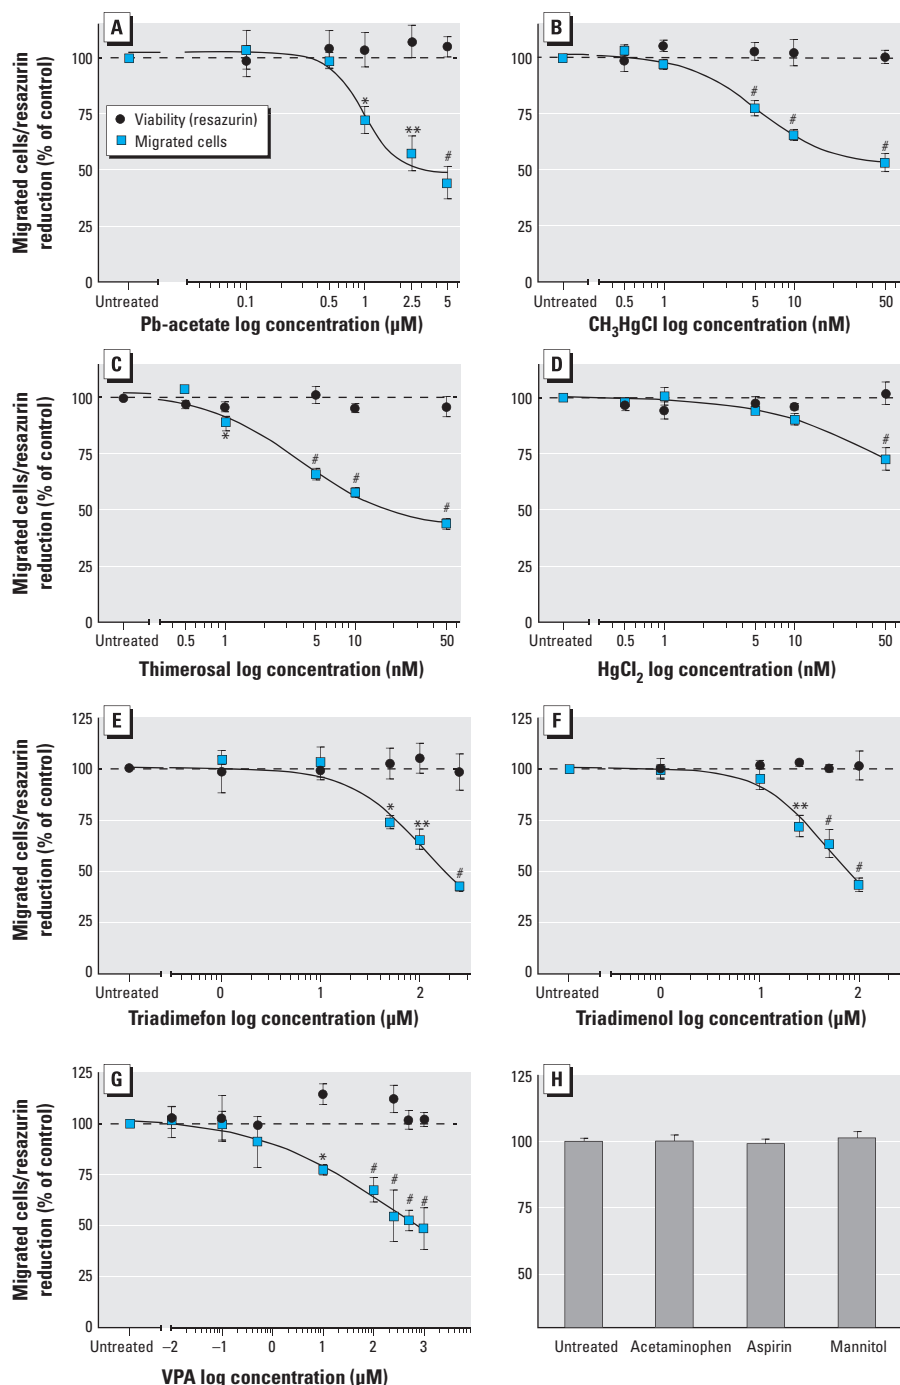 A
B
Migrated cells/resazurin
reduction (% of control)
100
75
50
25
0
Viability (resazurin)
Migrated cells
*
**
#
Untreated 0.1 0.5 1 2.5 5
Pb-acetate log concentration (µM)
100
75
50
25
0
#
#
#
Untreated 0.5 1 5 10 50
CH3HgCl log concentration (nM)
C
D
Migrated cells/resazurin
reduction (% of control)
100
75
50
25
0
*
#
#
#
Untreated 0.5 1 5 10 50
Thimerosal log concentration (nM)
100
75
50
25
0
#
Untreated 0.5 1 5 10 50
HgCl2 log concentration (nM)
E
F
Migrated cells/resazurin
reduction (% of control)
125
100
75
50
25
0
*
**
#
Untreated 0 1 2
Triadimefon log concentration (µM)
125
100
75
50
25
0
**
#
#
Untreated 0 1 2
Triadimenol log concentration (µM)
G
H
Migrated cells/resazurin
reduction (% of control)
125
100
75
50
25
0
*
#
#
#
#
Untreated –2 –1 0 1 2 3
VPA log concentration (µM)
125
100
75
50
Untreated Acetaminophen Aspirin Mannitol